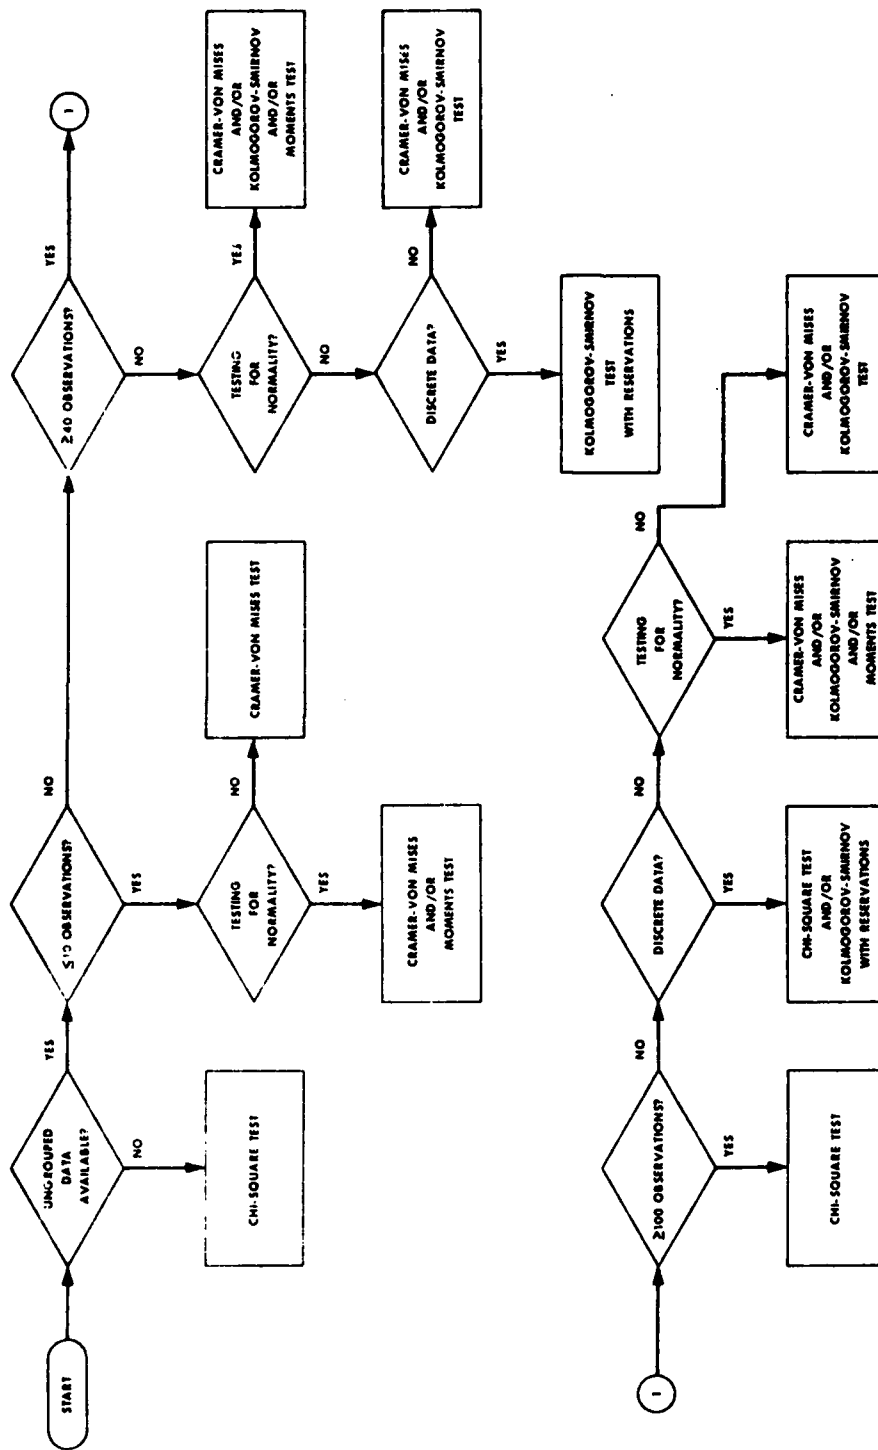 START
UNGROUPED
DATA
AVAILABLE?
YES
NO
CHI-SQUARE TEST
OBSERVATIONS?
NO
YES
TESTING
FOR
NORMALITY?
NO
CRAMER-VON MISES TEST
YES
CRAMER-VON MISES
AND/OR
MOMENTS TEST
≥40 OBSERVATIONS?
YES
1
NO
TESTING
FOR
NORMALITY?
YES
CRAMER-VON MISES
AND/OR
KOLMOGOROV-SMIRNOV
AND/OR
MOMENTS TEST
NO
DISCRETE DATA?
NO
CRAMER-VON MISES
AND/OR
KOLMOGOROV-SMIRNOV
TEST
YES
KOLMOGOROV-SMIRNOV
TEST
WITH RESERVATIONS
1
≥100 OBSERVATIONS?
NO
YES
CHI-SQUARE TEST
DISCRETE DATA?
NO
YES
CHI-SQUARE TEST
AND/OR
KOLMOGOROV-SMIRNOV
WITH RESERVATIONS
TESTING
FOR
NORMALITY?
NO
YES
CRAMER-VON MISES
AND/OR
KOLMOGOROV-SMIRNOV
AND/OR
MOMENTS TEST
CRAMER-VON MISES
AND/OR
KOLMOGOROV-SMIRNOV
TEST